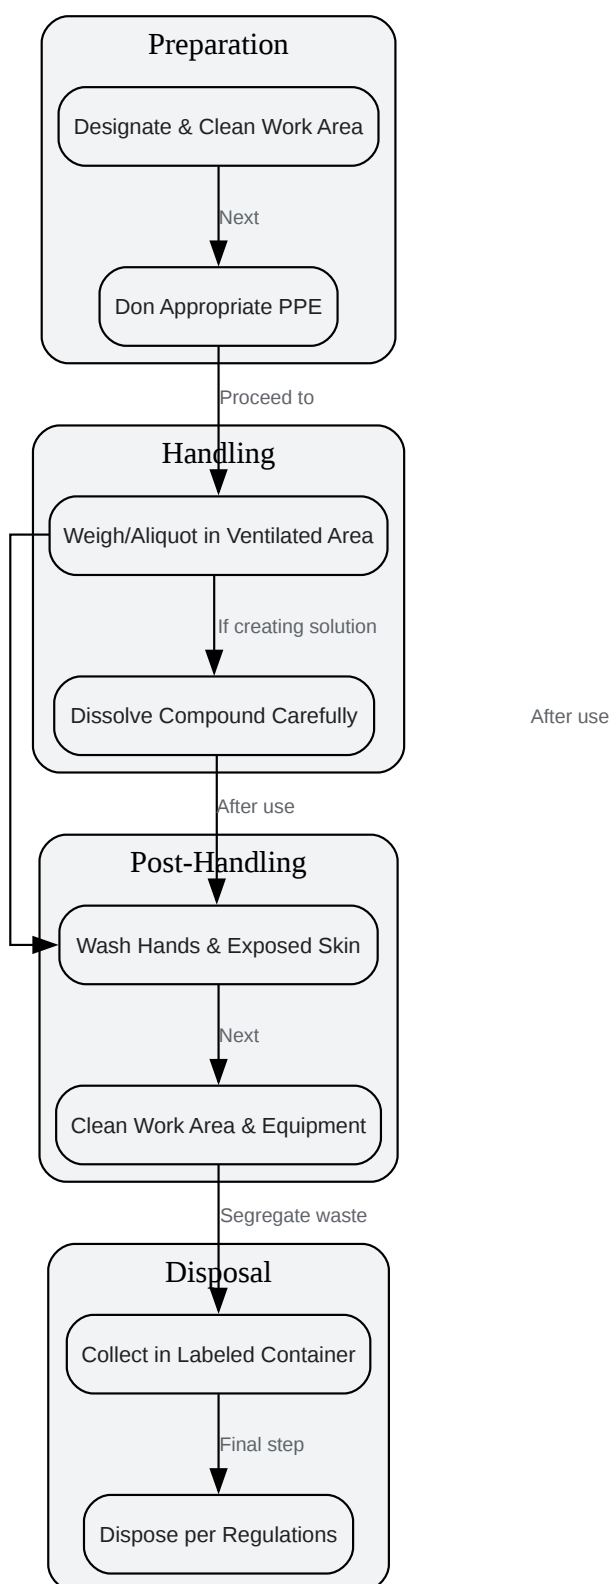 Preparation
Designate & Clean Work Area
Next
Don Appropriate PPE
Proceed to
Handling
Weigh/Aliquot in Ventilated Area
If creating solution
Dissolve Compound Carefully
After use
After use
Post-Handling
Wash Hands & Exposed Skin
Next
Clean Work Area & Equipment
Segregate waste
Disposal
Collect in Labeled Container
Final step
Dispose per Regulations